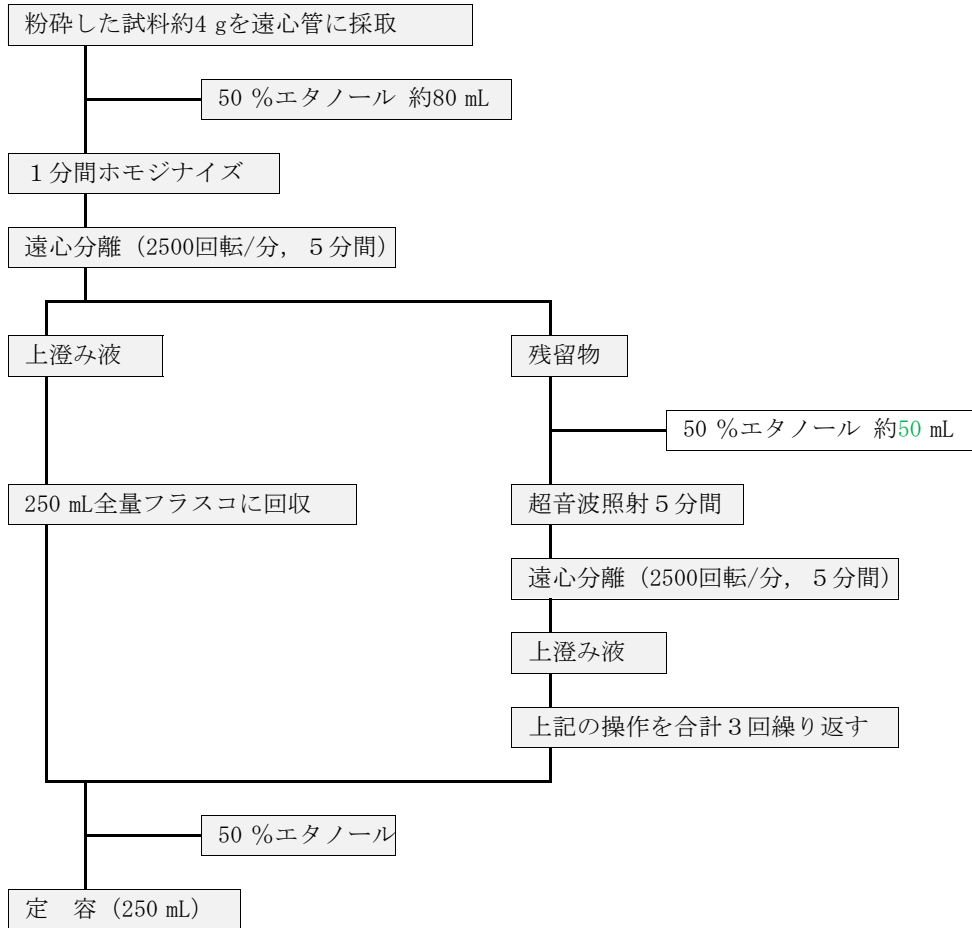 粉砕した試料約4 gを遠心管に採取
50 %エタノール 約80 mL
１分間ホモジナイズ
遠心分離（2500回転/分，５分間）
上澄み液
残留物
50 %エタノール 約50 mL
250 mL全量フラスコに回収
超音波照射５分間
遠心分離（2500回転/分，５分間）
上澄み液
上記の操作を合計３回繰り返す
50 %エタノール
定　容（250 mL）